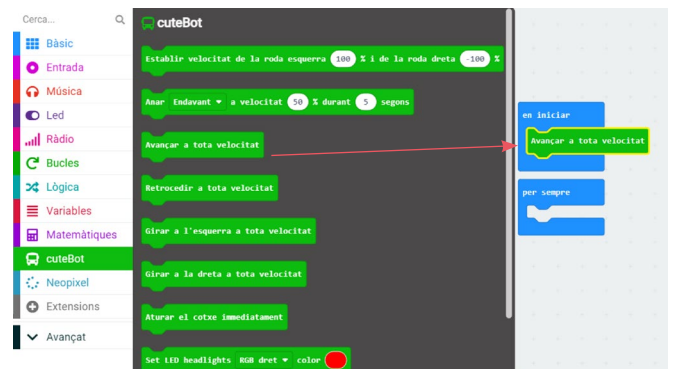 Cerca...
Bàsic
Entrada
Música
Led
Ràdio
Bucles
Lògica
Variables
Matemàtiques
cuteBot
Neopixel
Extensions
Avançat
cuteBot
Establir velocitat de la roda esquerra 100 % i de la roda dreta -100 %
Anar Endavant a velocitat 50 % durant 5 segons
Avançar a tota velocitat
Retrocedir a tota velocitat
Girar a l'esquerra a tota velocitat
Girar a la dreta a tota velocitat
Aturar el cotxe immediatament
Set LED headlights RGB dret color
en iniciar
Avançar a tota velocitat
per sempre